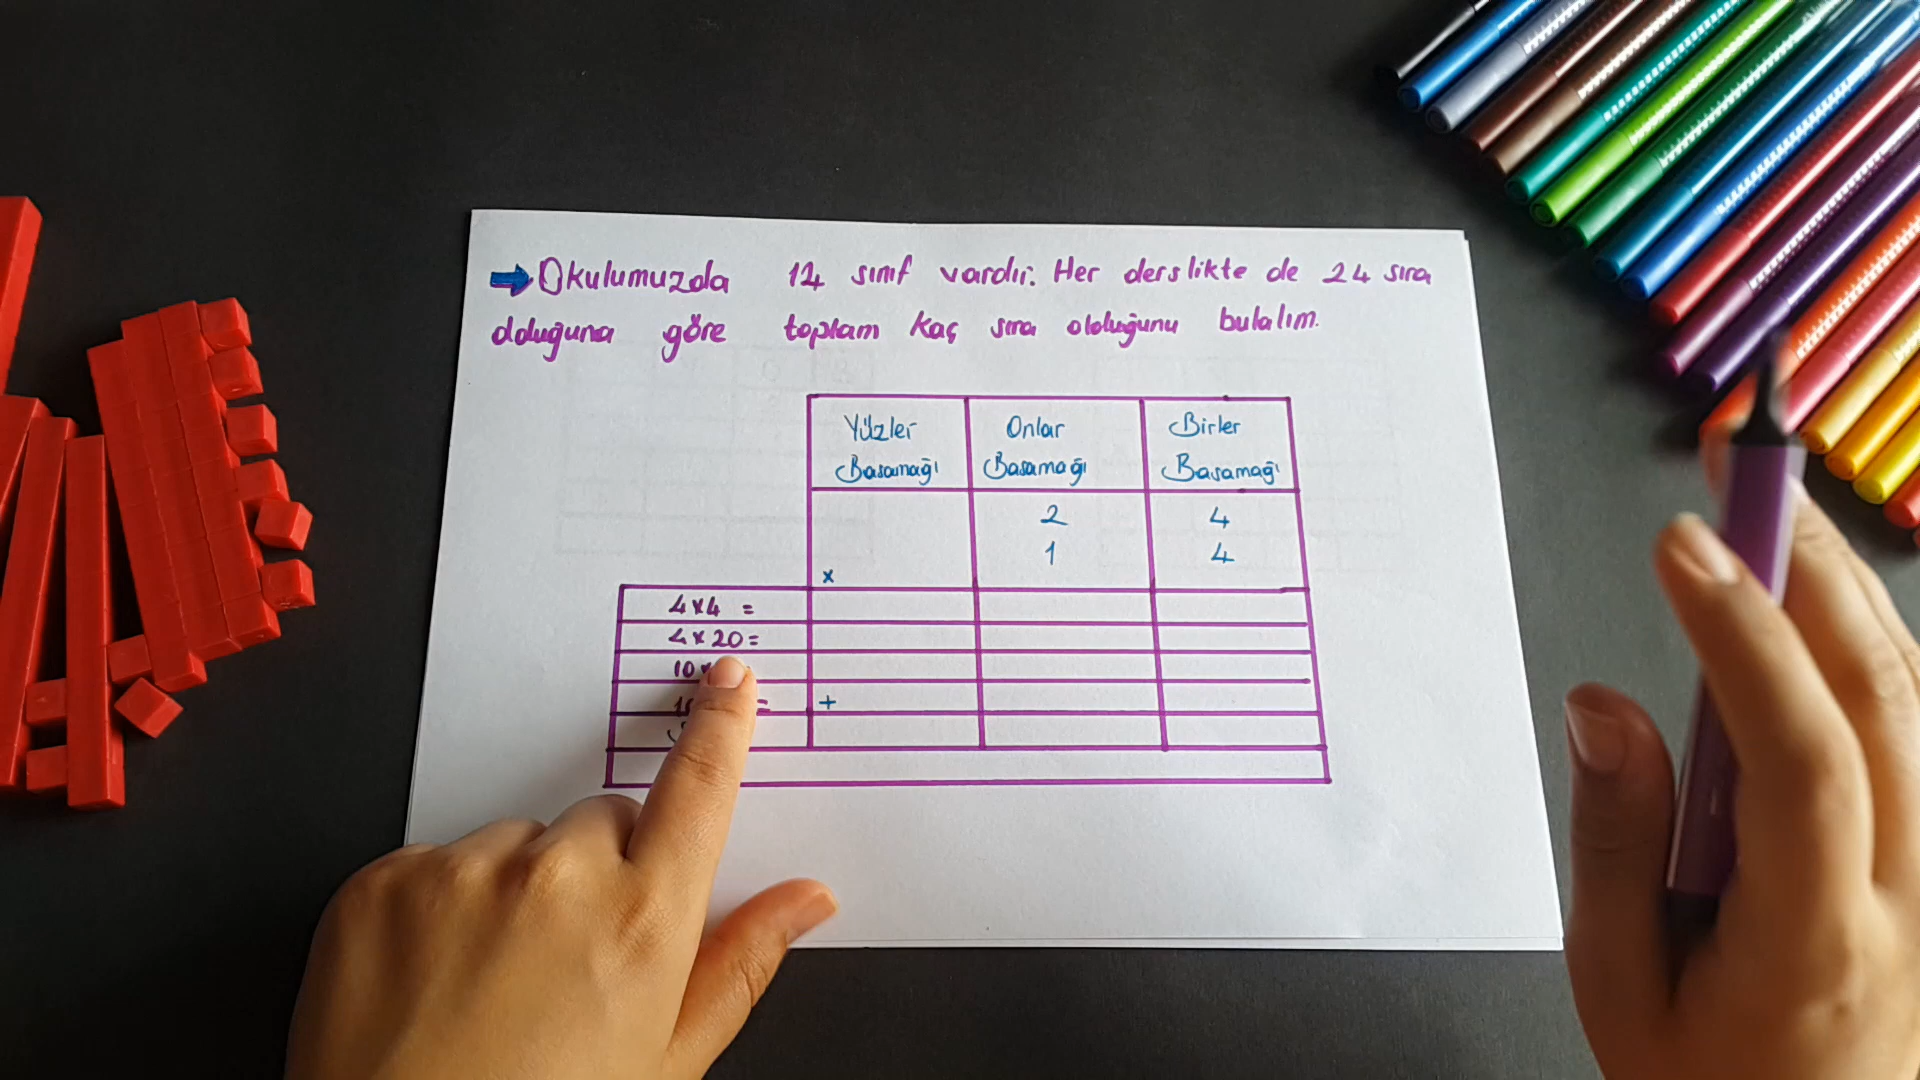 Okulumuzda 14 sınıf vardır. Her derslikte de 24 sıra
olduğuna göre toplam kaç sıra olduğunu bulalım.
Yüzler Basamağı
Onlar Basamağı
Birler Basamağı
2 4
1 4
x
4x4 =
4x20=
10x
=
+